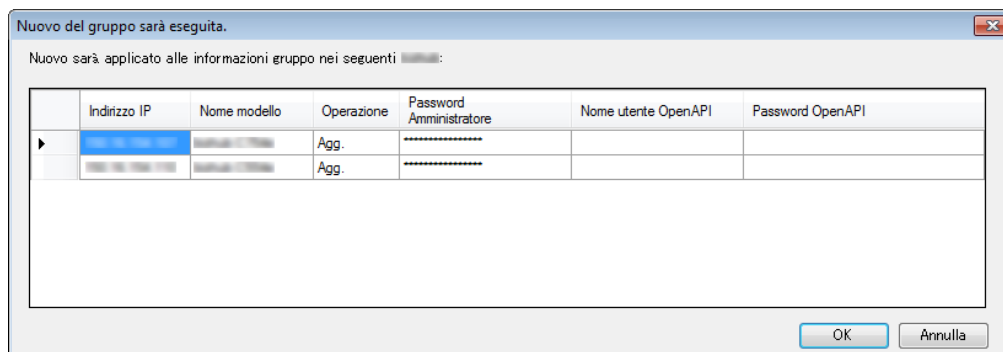 Nuovo del gruppo sarà eseguita.
Nuovo sarà applicato alle informazioni gruppo nei seguenti :
Indirizzo IP Nome modello Operazione Password Amministratore Nome utente OpenAPI Password OpenAPI
Agg. ****************
Agg. ****************
OK Annulla